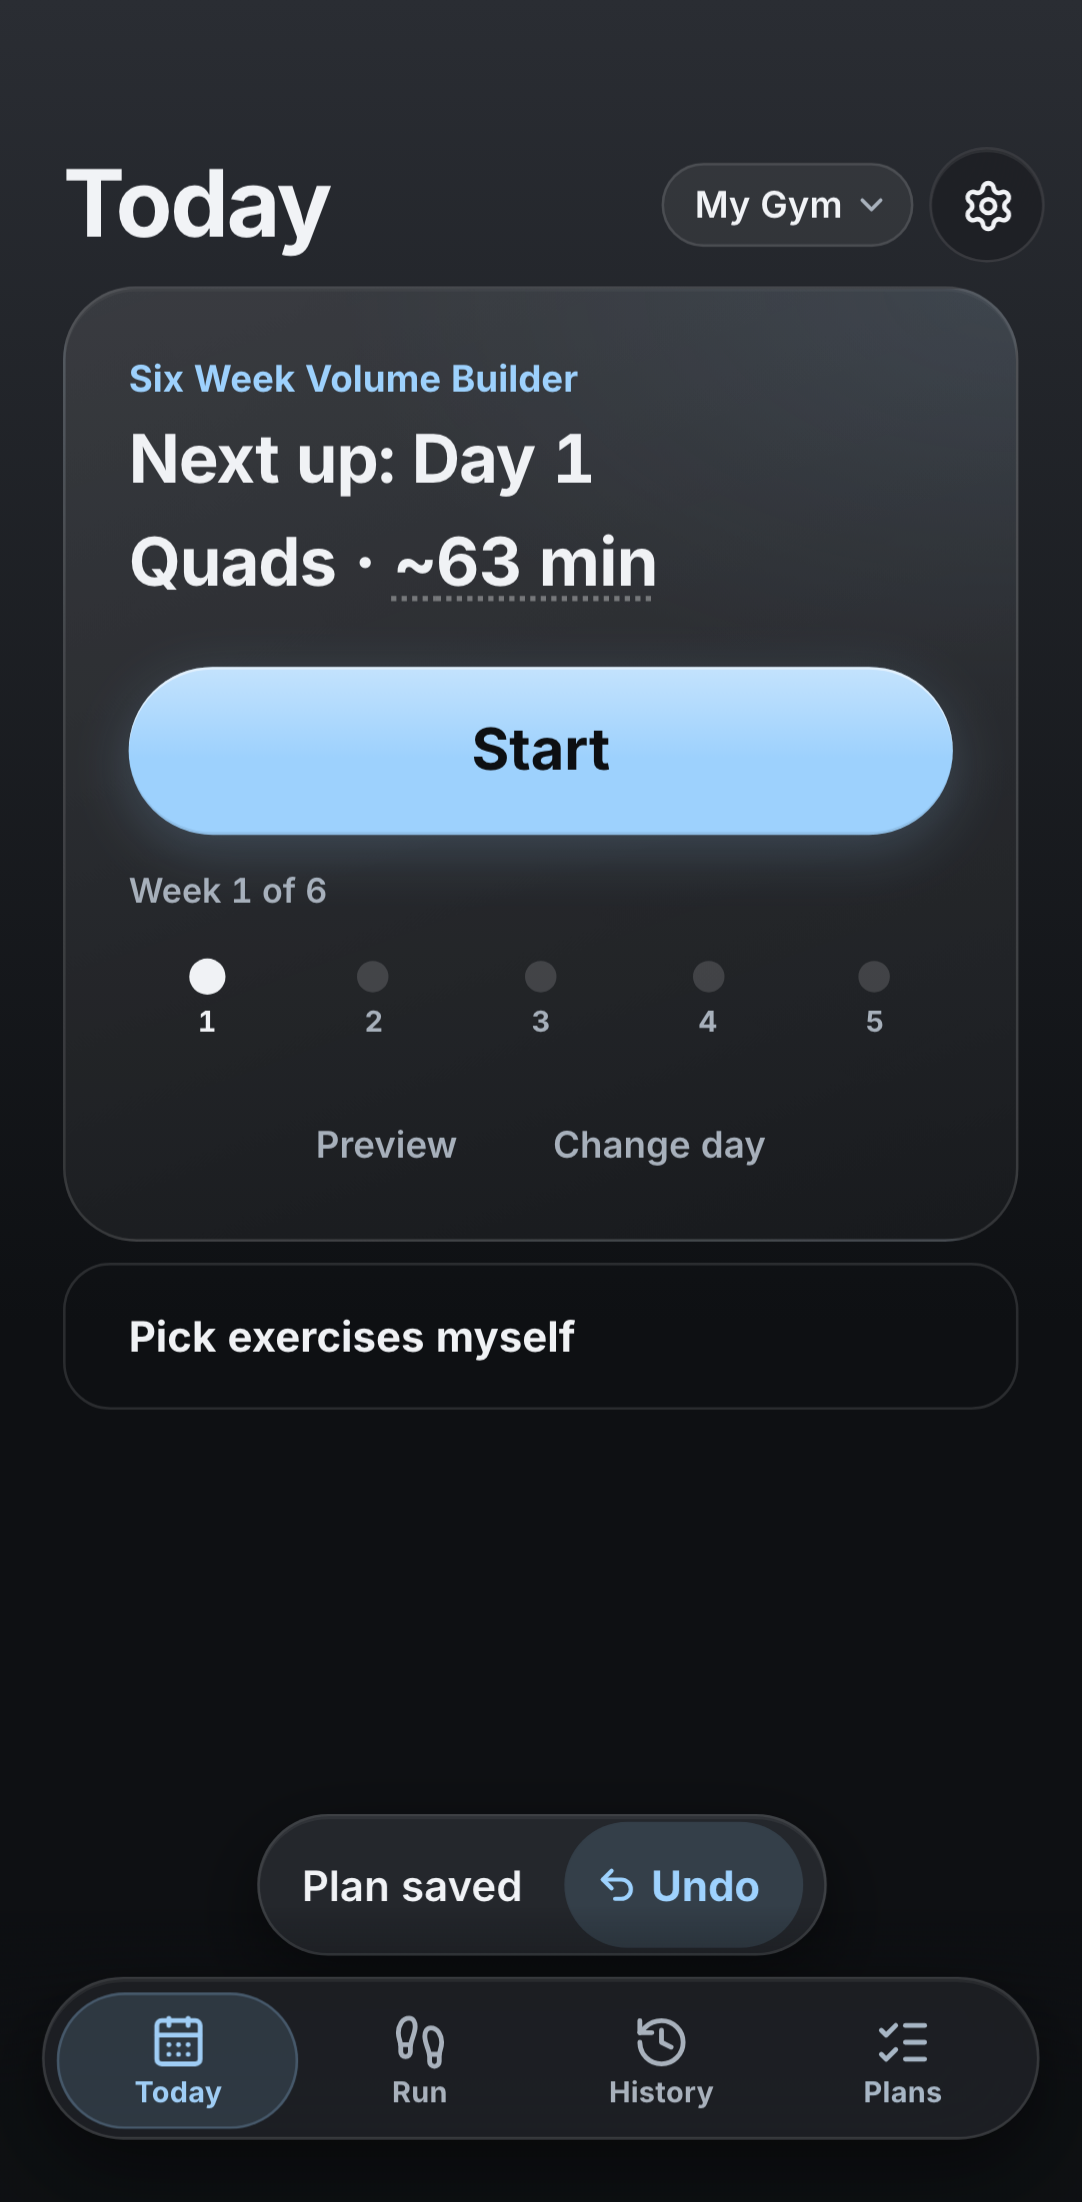 Today
My Gym
Six Week Volume Builder
Next up: Day 1
Quads · ~63 min
Start
Week 1 of 6
1 2 3 4 5
Preview Change day
Pick exercises myself
Plan saved Undo
Today Run History Plans